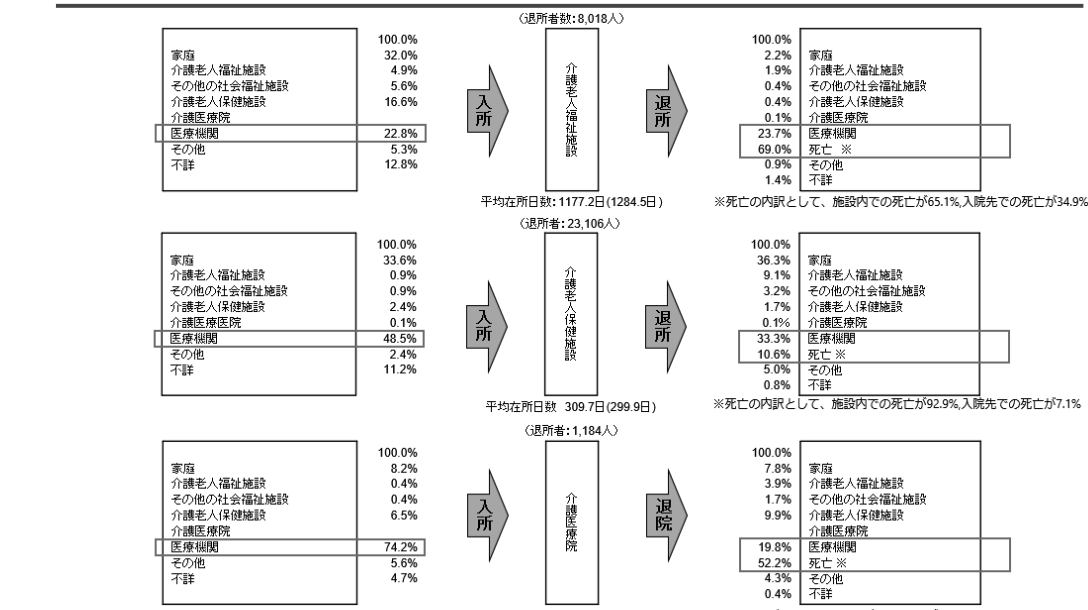 （退所者数：8,018人）
100.0%
家庭 32.0%
介護老人福祉施設 4.9%
その他の社会福祉施設 5.6%
介護老人保健施設 16.6%
介護医療院
医療機関 22.8%
その他 5.3%
不詳 12.8%
入所
介護老人福祉施設
退所
100.0%
2.2% 家庭
1.9% 介護老人福祉施設
0.4% その他の社会福祉施設
0.4% 介護老人保健施設
0.1% 介護医療院
23.7% 医療機関
69.0% 死亡 ※
0.9% その他
1.4% 不詳
平均在所日数：1177.2日(1284.5日)
※死亡の内訳として、施設内での死亡が65.1%,入院先での死亡が34.9%
（退所者：23,106人）
100.0%
家庭 33.6%
介護老人福祉施設 0.9%
その他の社会福祉施設 0.9%
介護老人保健施設 2.4%
介護医療医院 0.1%
医療機関 48.5%
その他 2.4%
不詳 11.2%
入所
介護老人保健施設
退所
100.0%
36.3% 家庭
9.1% 介護老人福祉施設
3.2% その他の社会福祉施設
1.7% 介護老人保健施設
0.1% 介護医療院
33.3% 医療機関
10.6% 死亡 ※
5.0% その他
0.8% 不詳
平均在所日数 309.7日(299.9日)
※死亡の内訳として、施設内での死亡が92.9%,入院先での死亡が7.1%
（退所者：1,184人）
100.0%
家庭 8.2%
介護老人福祉施設 0.4%
その他の社会福祉施設 0.4%
介護老人保健施設 6.5%
介護医療院
医療機関 74.2%
その他 5.6%
不詳 4.7%
入所
介護医療院
退院
100.0%
7.8% 家庭
3.9% 介護老人福祉施設
1.7% その他の社会福祉施設
9.9% 介護老人保健施設
介護医療院
19.8% 医療機関
52.2% 死亡 ※
4.3% その他
0.4% 不詳